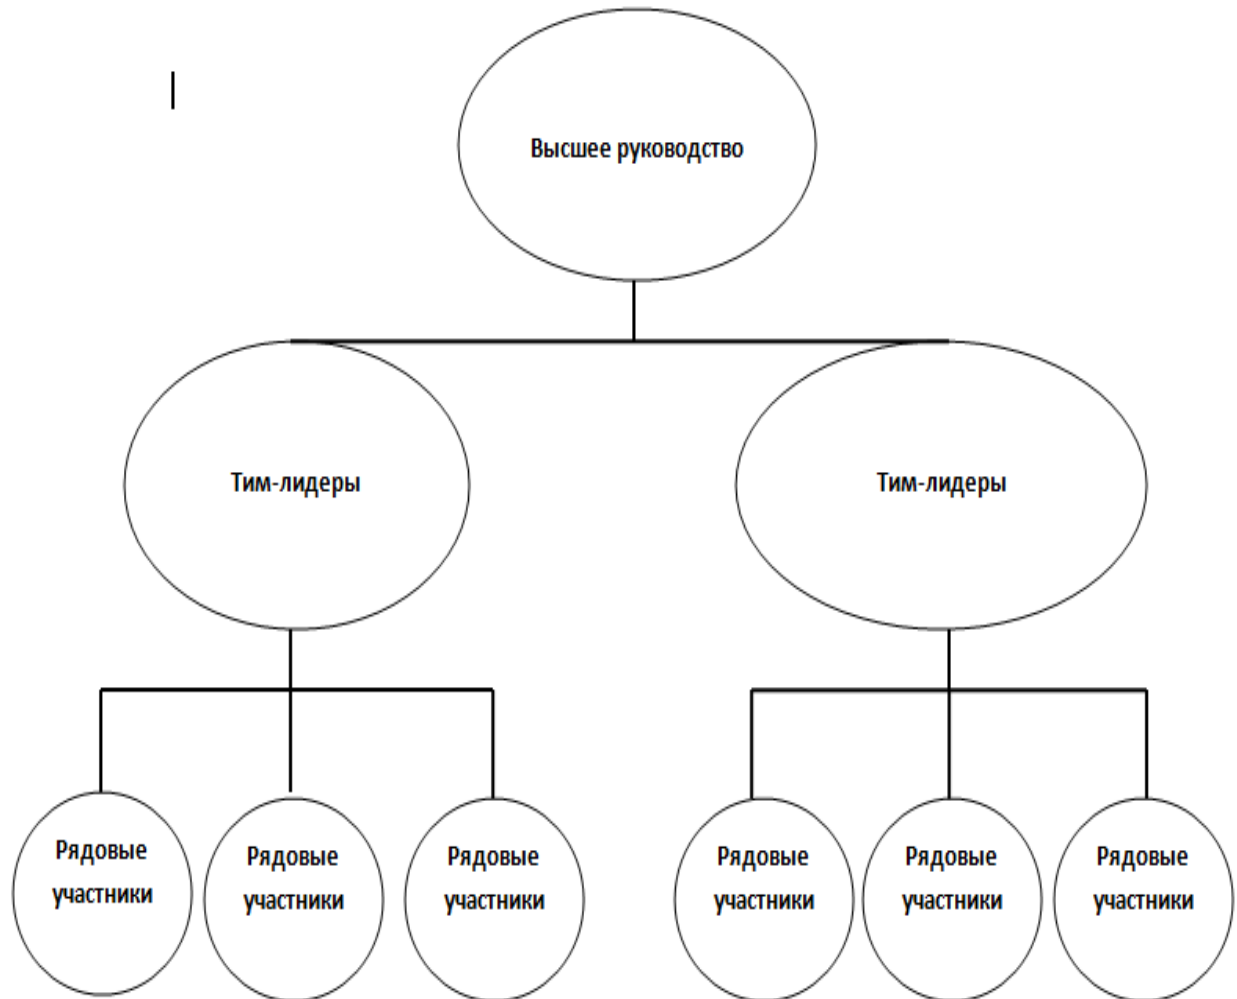 Высшее руководство
Тим-лидеры
Тим-лидеры
Рядовые
участники
Рядовые
участники
Рядовые
участники
Рядовые
участники
Рядовые
участники
Рядовые
участники